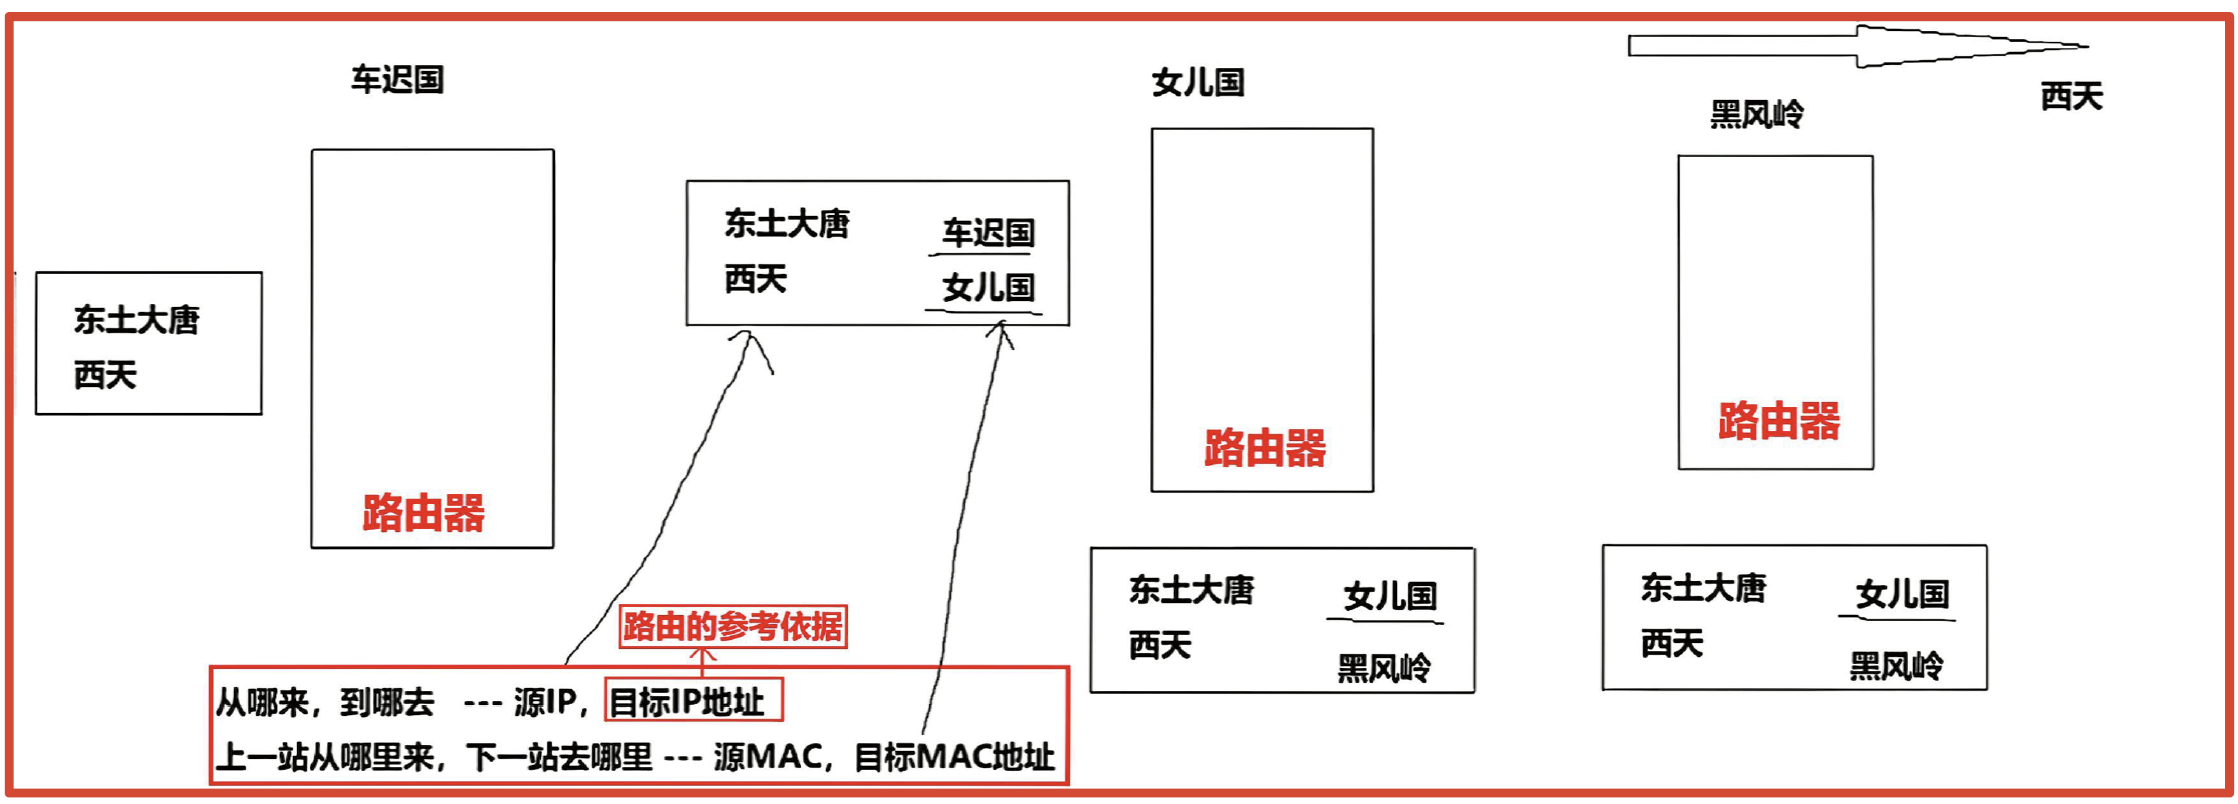 车迟国
女儿国
黑风岭
西天
东土大唐
西天
路由器
东土大唐 车迟国
西天 女儿国
路由器
路由器
东土大唐 女儿国
西天 黑风岭
东土大唐 女儿国
西天 黑风岭
路由的参考依据
从哪来，到哪去 --- 源IP，目标IP地址
上一站从哪里来，下一站去哪里 --- 源MAC，目标MAC地址